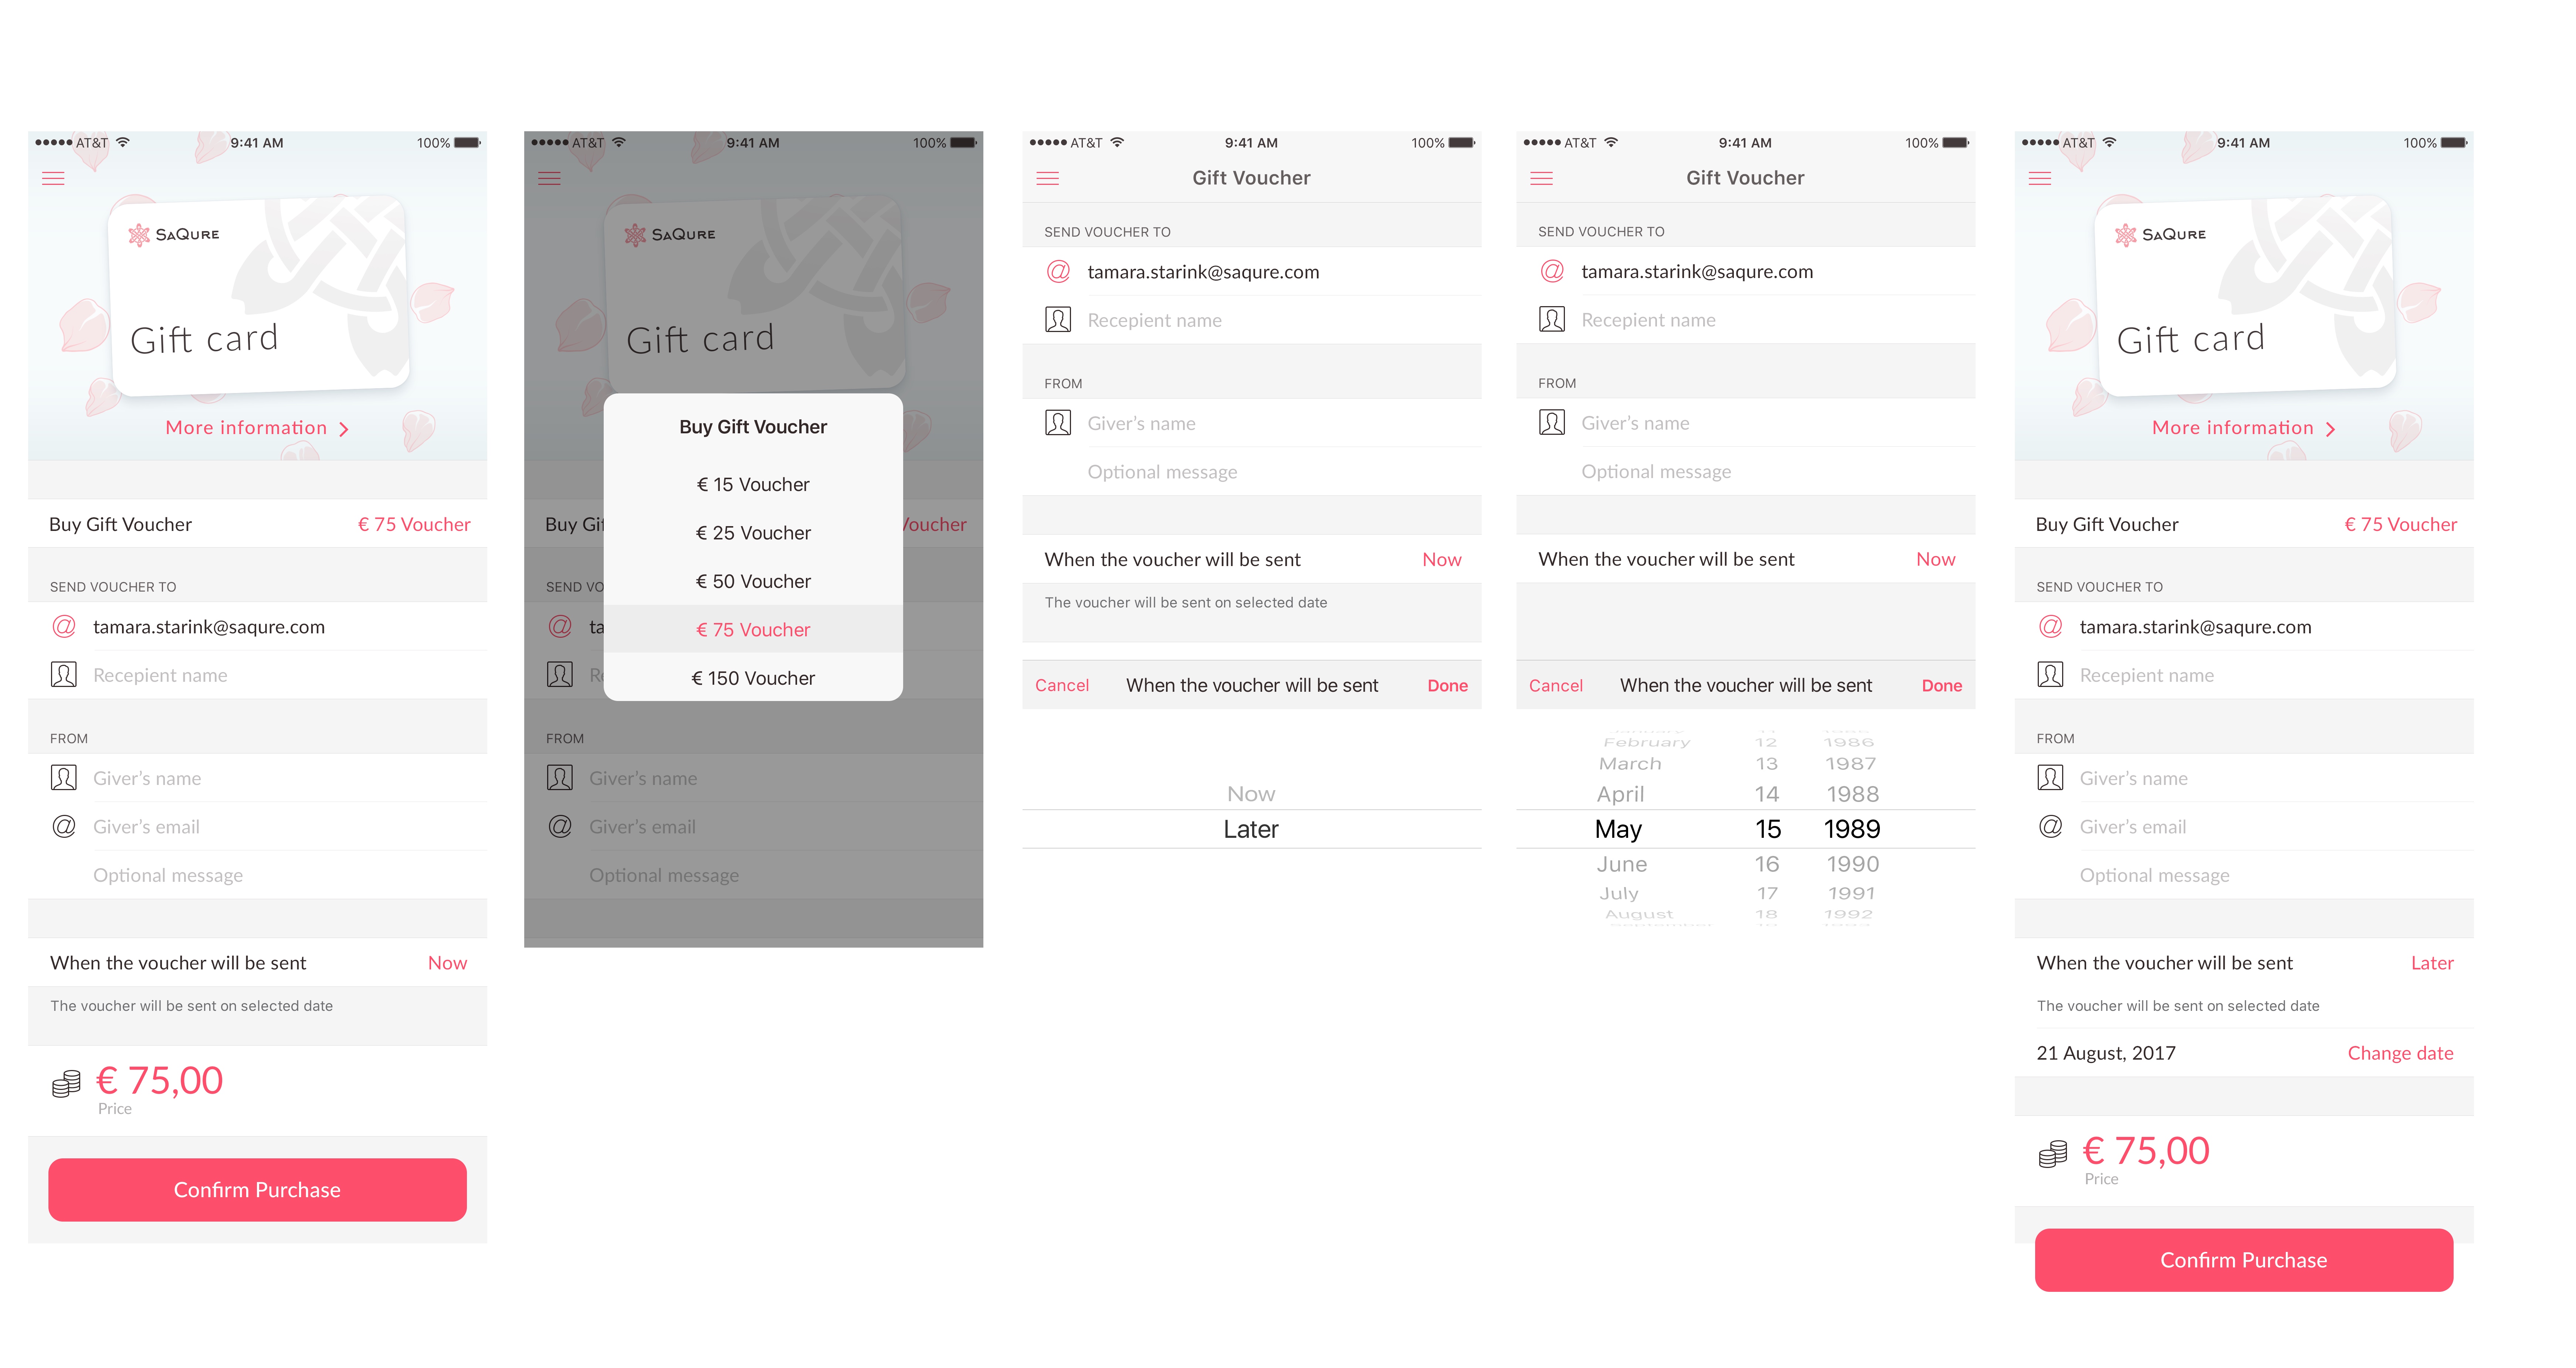 AT&T 9:41 AM 100%
SAQURE
Gift card
More information
Buy Gift Voucher € 75 Voucher
SEND VOUCHER TO
@ tamara.starink@saqure.com
Recepient name
FROM
Giver's name
@ Giver's email
Optional message
When the voucher will be sent Now
The voucher will be sent on selected date
€ 75,00
Price
Confirm Purchase
AT&T 9:41 AM 100%
SAQURE
Gift card
Buy Gift Voucher
€ 15 Voucher
€ 25 Voucher
Buy Gif Voucher
€ 50 Voucher
SEND VO
€ 75 Voucher
@ ta
€ 150 Voucher
Re
FROM
Giver's name
@ Giver's email
Optional message
AT&T 9:41 AM 100%
Gift Voucher
SEND VOUCHER TO
@ tamara.starink@saqure.com
Recepient name
FROM
Giver's name
Optional message
When the voucher will be sent Now
The voucher will be sent on selected date
Cancel When the voucher will be sent Done
Now
Later
AT&T 9:41 AM 100%
Gift Voucher
SEND VOUCHER TO
@ tamara.starink@saqure.com
Recepient name
FROM
Giver's name
Optional message
When the voucher will be sent Now
Cancel When the voucher will be sent Done
February 12 1986
March 13 1987
April 14 1988
May 15 1989
June 16 1990
July 17 1991
August 18 1992
AT&T 9:41 AM 100%
SAQURE
Gift card
More information
Buy Gift Voucher € 75 Voucher
SEND VOUCHER TO
@ tamara.starink@saqure.com
Recepient name
FROM
Giver's name
@ Giver's email
Optional message
When the voucher will be sent Later
The voucher will be sent on selected date
21 August, 2017 Change date
€ 75,00
Price
Confirm Purchase